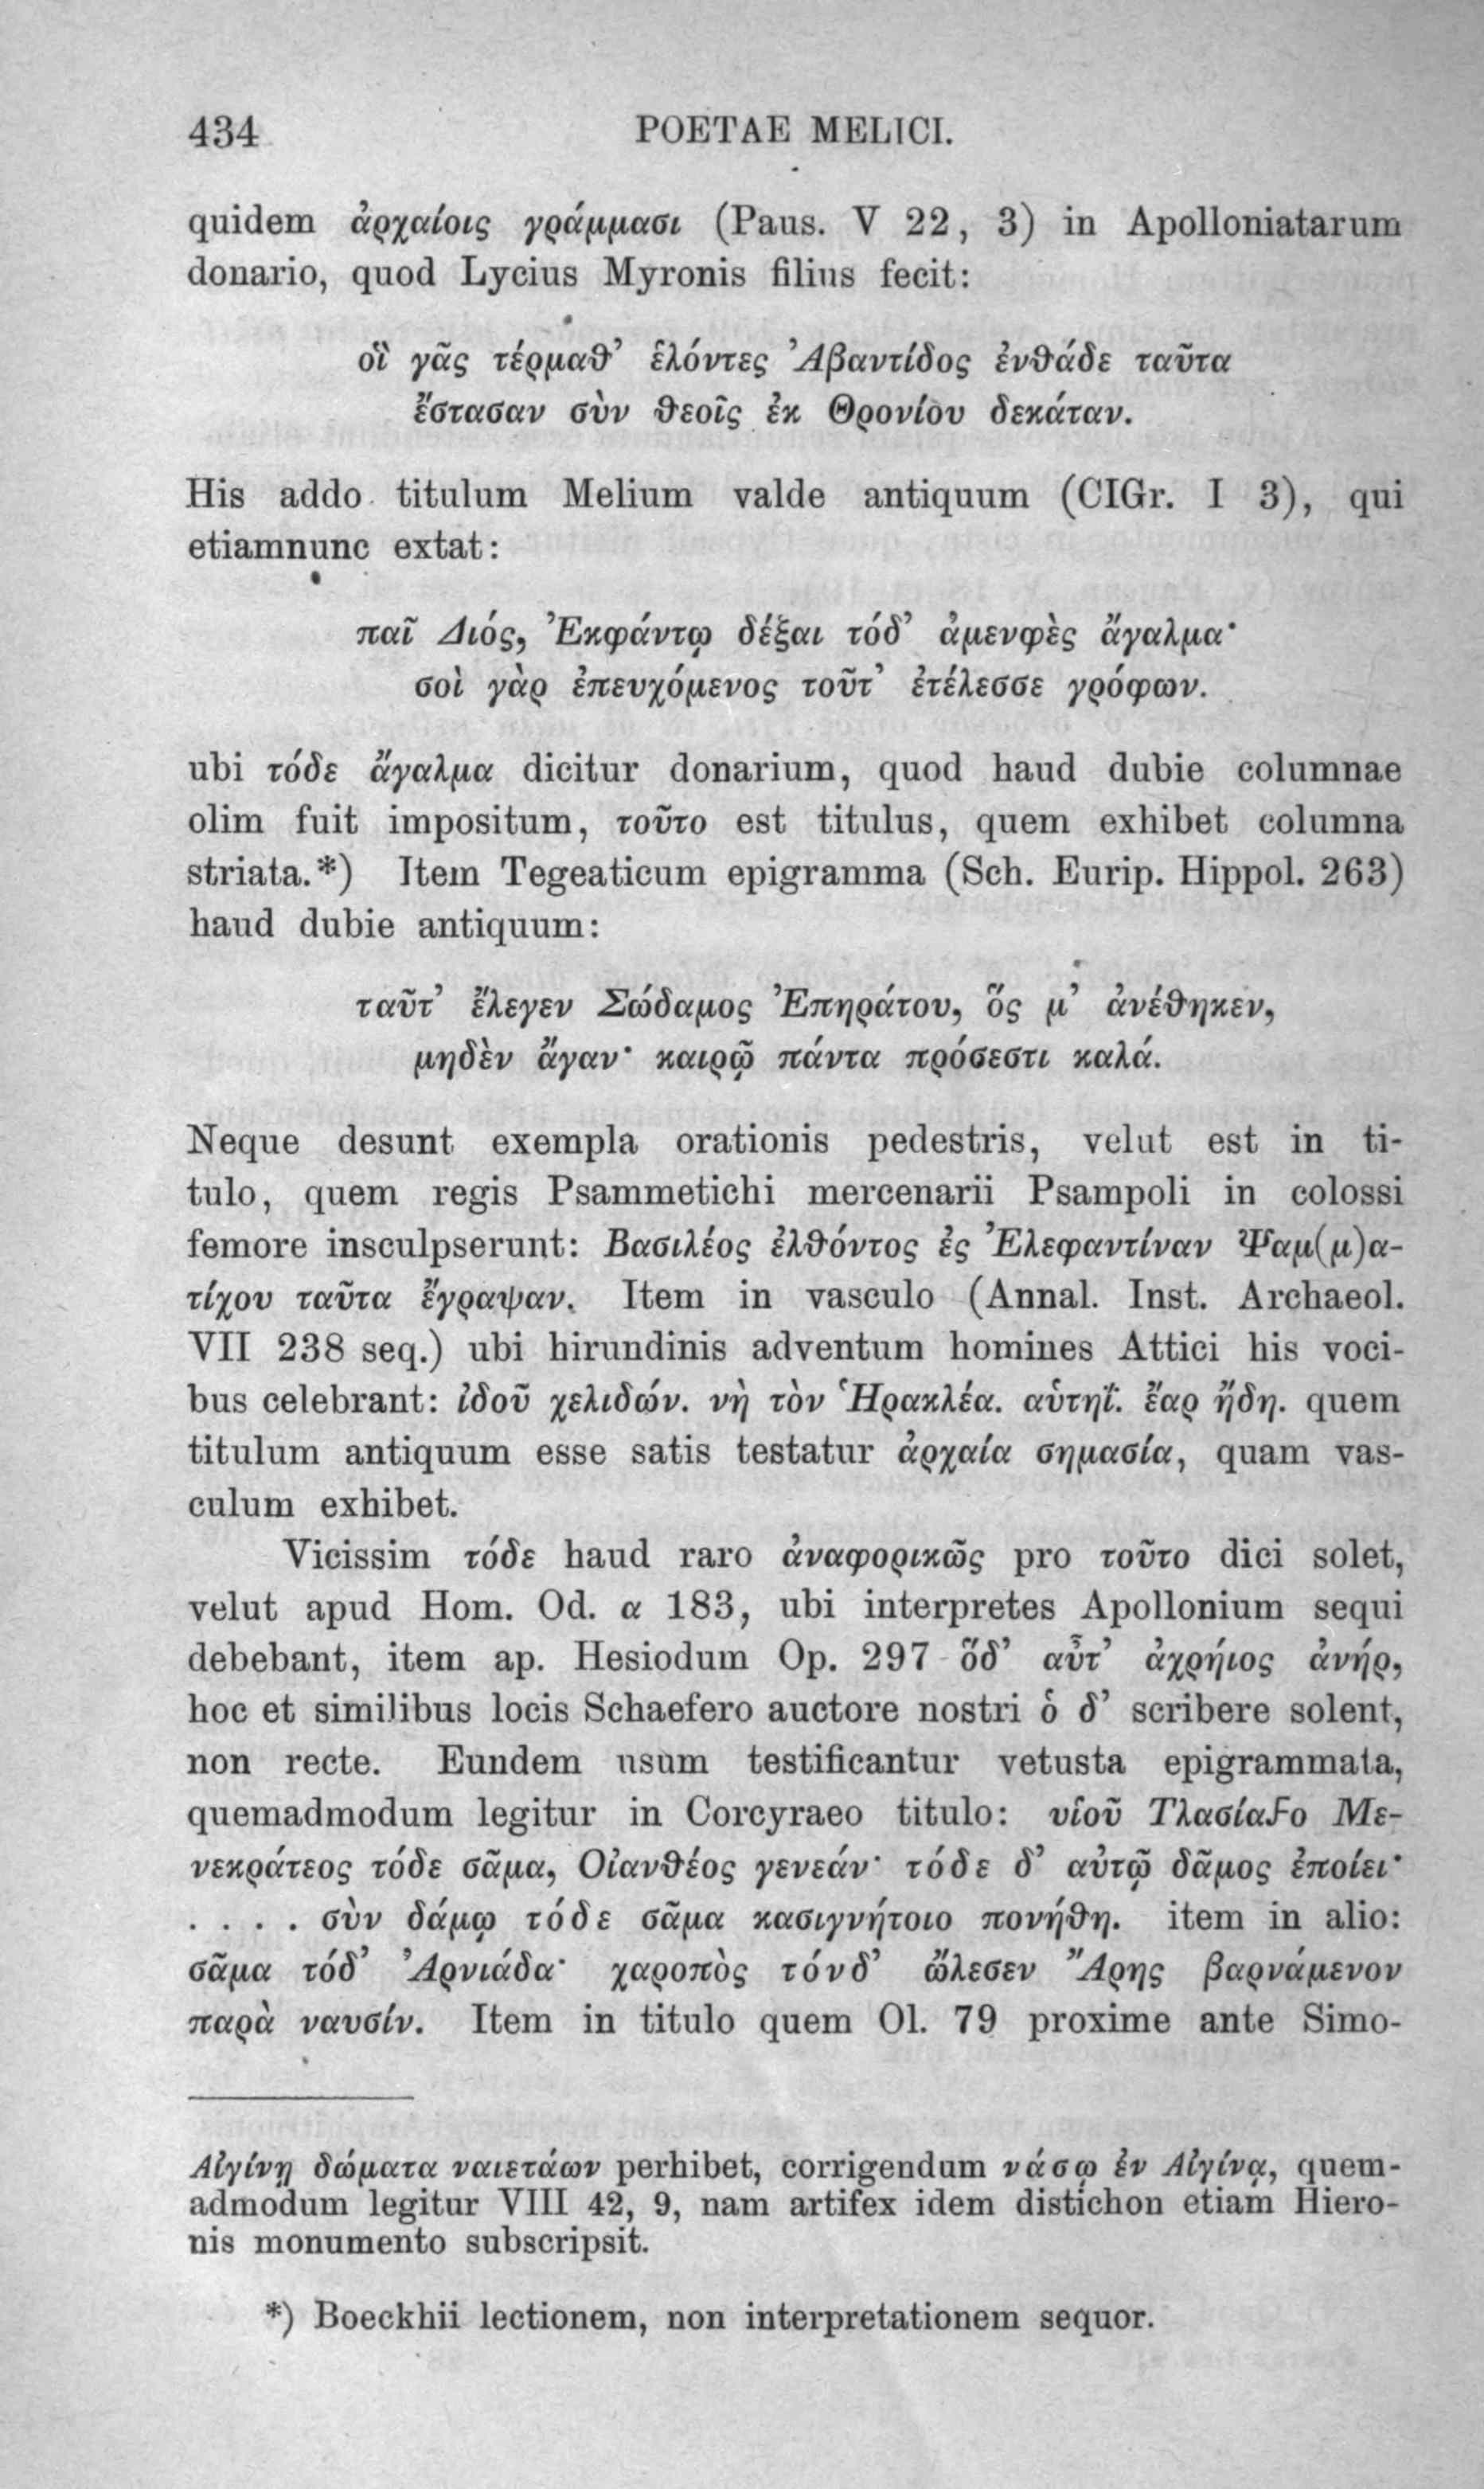 434 POETAE MELICI.
quidem ἀρχαίοις γράμμασι (Paus. V 22, 3) in Apolloniatarum
donario, quod Lycius Myronis filius fecit:
οἳ γᾶς τέρμαθ’ ἑλόντες Ἀβαντίδος ἐνθάδε ταῦτα
ἔστασαν σὺν θεοῖς ἐκ Θρονίου δεκάταν.
His addo titulum Melium valde antiquum (CIGr. I 3), qui
etiamnunc extat:
παῖ Διός, Ἐκφάντῳ δέξαι τόδ’ ἀμενφὲς ἄγαλμα·
σοὶ γὰρ ἐπευχόμενος τοῦτ’ ἐτέλεσσε γρόφων.
ubi τόδε ἄγαλμα dicitur donarium, quod haud dubie columnae
olim fuit impositum, τοῦτο est titulus, quem exhibet columna
striata.*) Item Tegeaticum epigramma (Sch. Eurip. Hippol. 263)
haud dubie antiquum:
ταῦτ’ ἔλεγεν Σώδαμος Ἐπηράτου, ὅς μ’ ἀνέθηκεν,
μηδὲν ἄγαν· καιρῷ πάντα πρόσεστι καλά.
Neque desunt exempla orationis pedestris, velut est in ti-
tulo, quem regis Psammetichi mercenarii Psampoli in colossi
femore insculpserunt: Βασιλέος ἐλθόντος ἐς Ἐλεφαντίναν Ψαμ(μ)α-
τίχου ταῦτα ἔγραψαν. Item in vasculo (Annal. Inst. Archaeol.
VII 238 seq.) ubi hirundinis adventum homines Attici his voci-
bus celebrant: ἰδοῦ χελιδών. νὴ τὸν Ἡρακλέα. αὑτηΐ. ἔαρ ἤδη. quem
titulum antiquum esse satis testatur ἀρχαία σημασία, quam vas-
culum exhibet.
Vicissim τόδε haud raro ἀναφορικῶς pro τοῦτο dici solet,
velut apud Hom. Od. α 183, ubi interpretes Apollonium sequi
debebant, item ap. Hesiodum Op. 297 ὅδ’ αὖτ’ ἀχρήιος ἀνήρ,
hoc et similibus locis Schaefero auctore nostri ὁ δ’ scribere solent,
non recte. Eundem usum testificantur vetusta epigrammata,
quemadmodum legitur in Corcyraeo titulo: υἱοῦ ΤλασίαϜο Με-
νεκράτεος τόδε σᾶμα, Οἰανθέος γενεάν· τόδε δ’ αὐτῷ δᾶμος ἐποίει·
. . . . σὺν δάμῳ τόδε σᾶμα κασιγνήτοιο πονήθη. item in alio:
σᾶμα τόδ’ Ἀρνιάδα· χαροπὸς τόνδ’ ὤλεσεν Ἄρης βαρνάμενον
παρὰ ναυσίν. Item in titulo quem Ol. 79 proxime ante Simo-
Αἰγίνῃ δώματα ναιετάων perhibet, corrigendum νάσῳ ἐν Αἰγίνᾳ, quem-
admodum legitur VIII 42, 9, nam artifex idem distichon etiam Hiero-
nis monumento subscripsit.
*) Boeckhii lectionem, non interpretationem sequor.